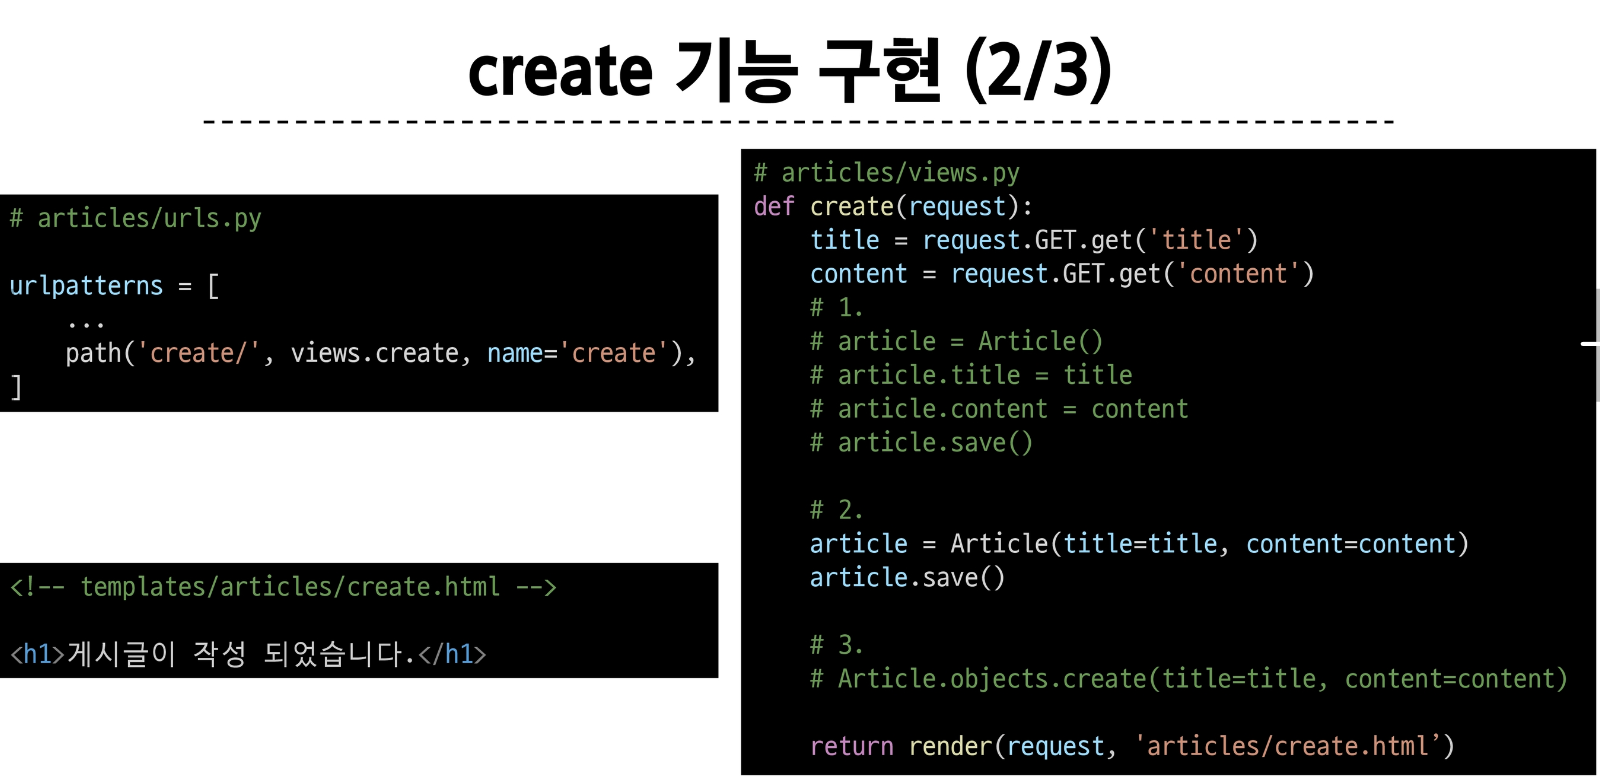 create 기능 구현 (2/3)
# articles/urls.py
urlpatterns = [
    ...
    path('create/', views.create, name='create'),
]
<!-- templates/articles/create.html -->
<h1>게시글이 작성 되었습니다.</h1>
# articles/views.py
def create(request):
    title = request.GET.get('title')
    content = request.GET.get('content')
    # 1.
    # article = Article()
    # article.title = title
    # article.content = content
    # article.save()
    # 2.
    article = Article(title=title, content=content)
    article.save()
    # 3.
    # Article.objects.create(title=title, content=content)
    return render(request, 'articles/create.html’)